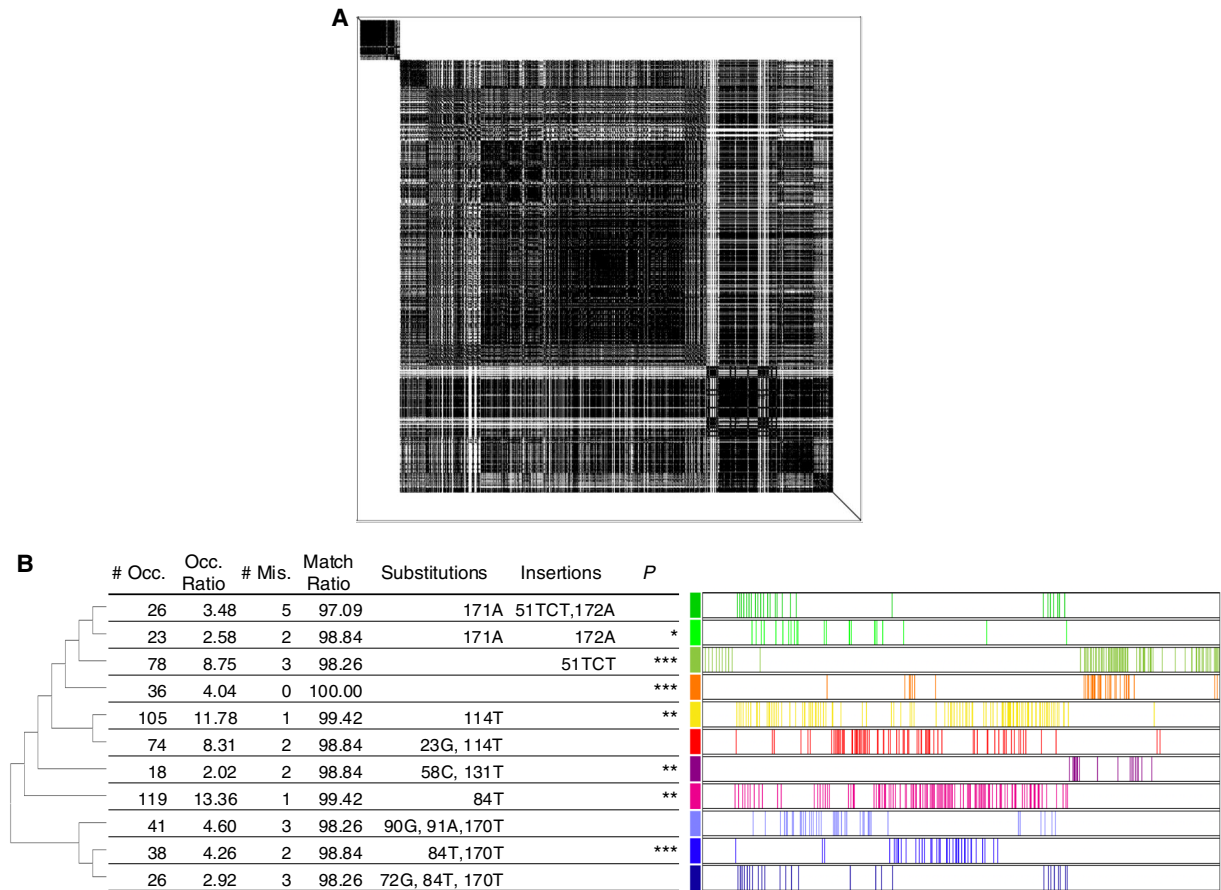 A
B
# Occ. Occ. Ratio # Mis. Match Ratio Substitutions Insertions P
26 3.48 5 97.09 171A 51TCT,172A
23 2.58 2 98.84 171A 172A *
78 8.75 3 98.26 51TCT ***
36 4.04 0 100.00 ***
105 11.78 1 99.42 114T **
74 8.31 2 98.84 23G, 114T
18 2.02 2 98.84 58C, 131T **
119 13.36 1 99.42 84T **
41 4.60 3 98.26 90G, 91A,170T
38 4.26 2 98.84 84T,170T ***
26 2.92 3 98.26 72G, 84T, 170T